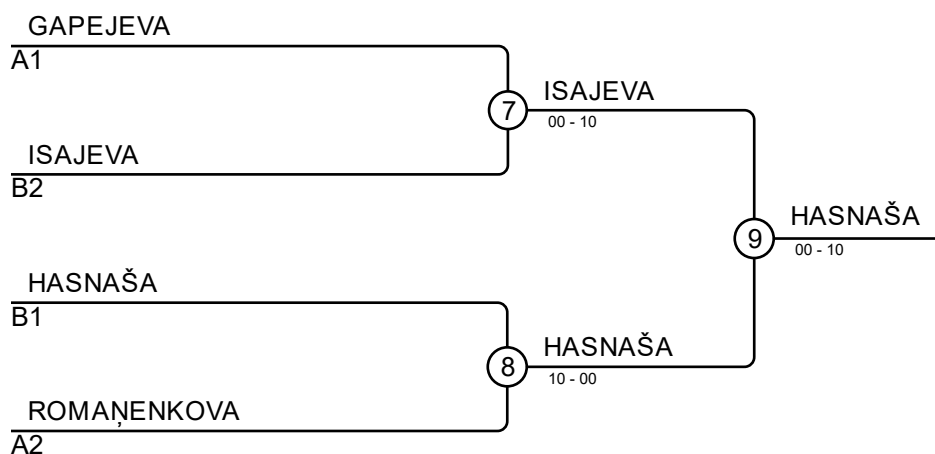 GAPEJEVA
A1
7
ISAJEVA
00 - 10
ISAJEVA
B2
9
HASNAŠA
00 - 10
HASNAŠA
B1
8
HASNAŠA
10 - 00
ROMAŅENKOVA
A2